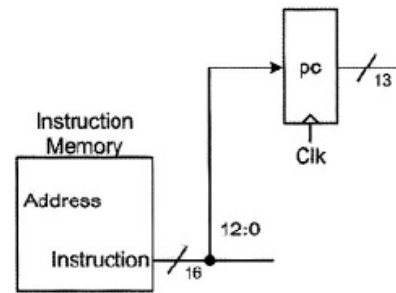 pc
13
Clk
Instruction
Memory
Address
12:0
Instruction
16